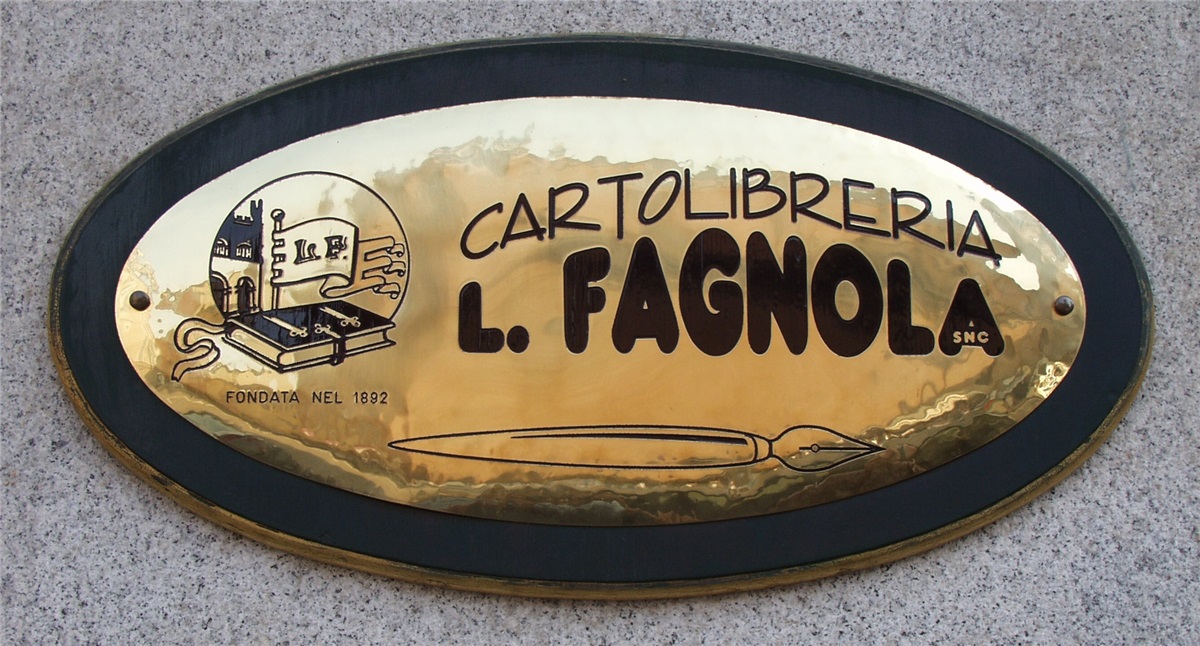 L. F.
FONDATA NEL 1892
CARTOLIBRERIA
L. FAGNOLA
SNC